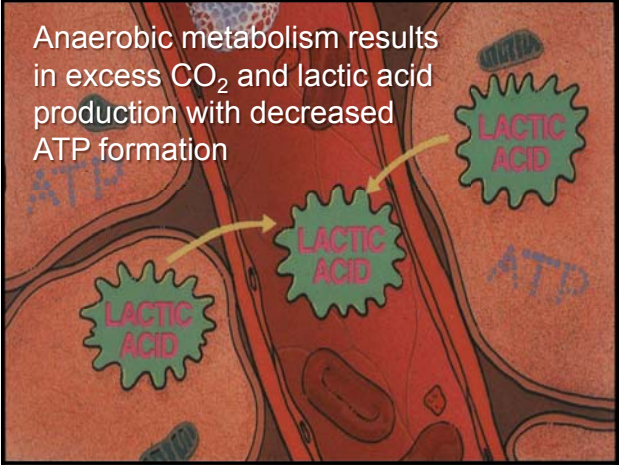 Anaerobic metabolism results
in excess CO₂ and lactic acid
production with decreased
ATP formation
LACTIC
ACID
ATP
LACTIC
ACID
ATP
LACTIC
ACID